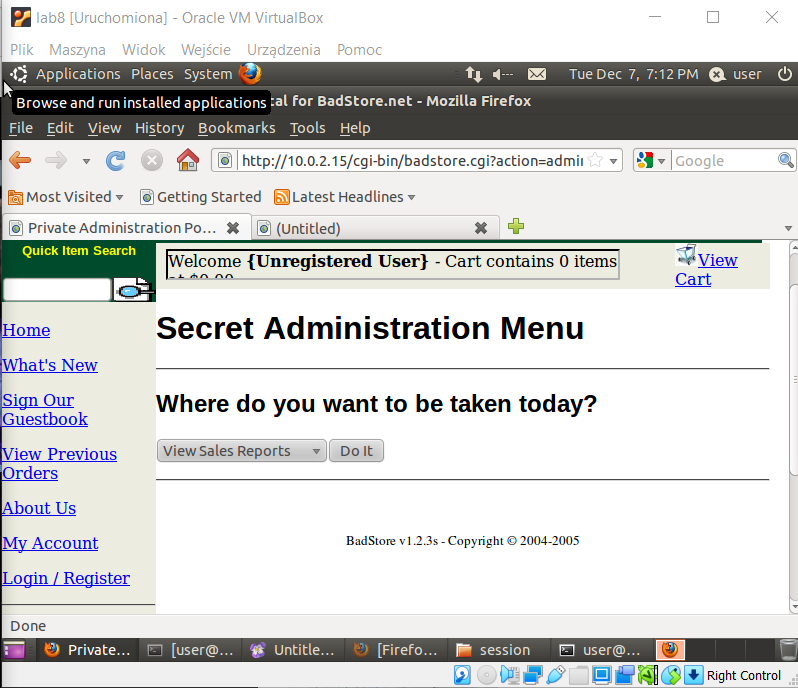 lab8 [Uruchomiona] - Oracle VM VirtualBox
Plik Maszyna Widok Wejście Urządzenia Pomoc
Applications Places System Tue Dec 7, 7:12 PM user
Browse and run installed applications
tal for BadStore.net - Mozilla Firefox
File Edit View History Bookmarks Tools Help
http://10.0.2.15/cgi-bin/badstore.cgi?action=admin Google
Most Visited Getting Started Latest Headlines
Private Administration Po... (Untitled)
Quick Item Search
Welcome {Unregistered User} - Cart contains 0 items
at $0.00
View
Cart
Home
What's New
Sign Our
Guestbook
View Previous
Orders
About Us
My Account
Login / Register
Secret Administration Menu
Where do you want to be taken today?
View Sales Reports Do It
BadStore v1.2.3s - Copyright © 2004-2005
Done
Private... [user@... Untitle... [Firefo... session user@...
Right Control